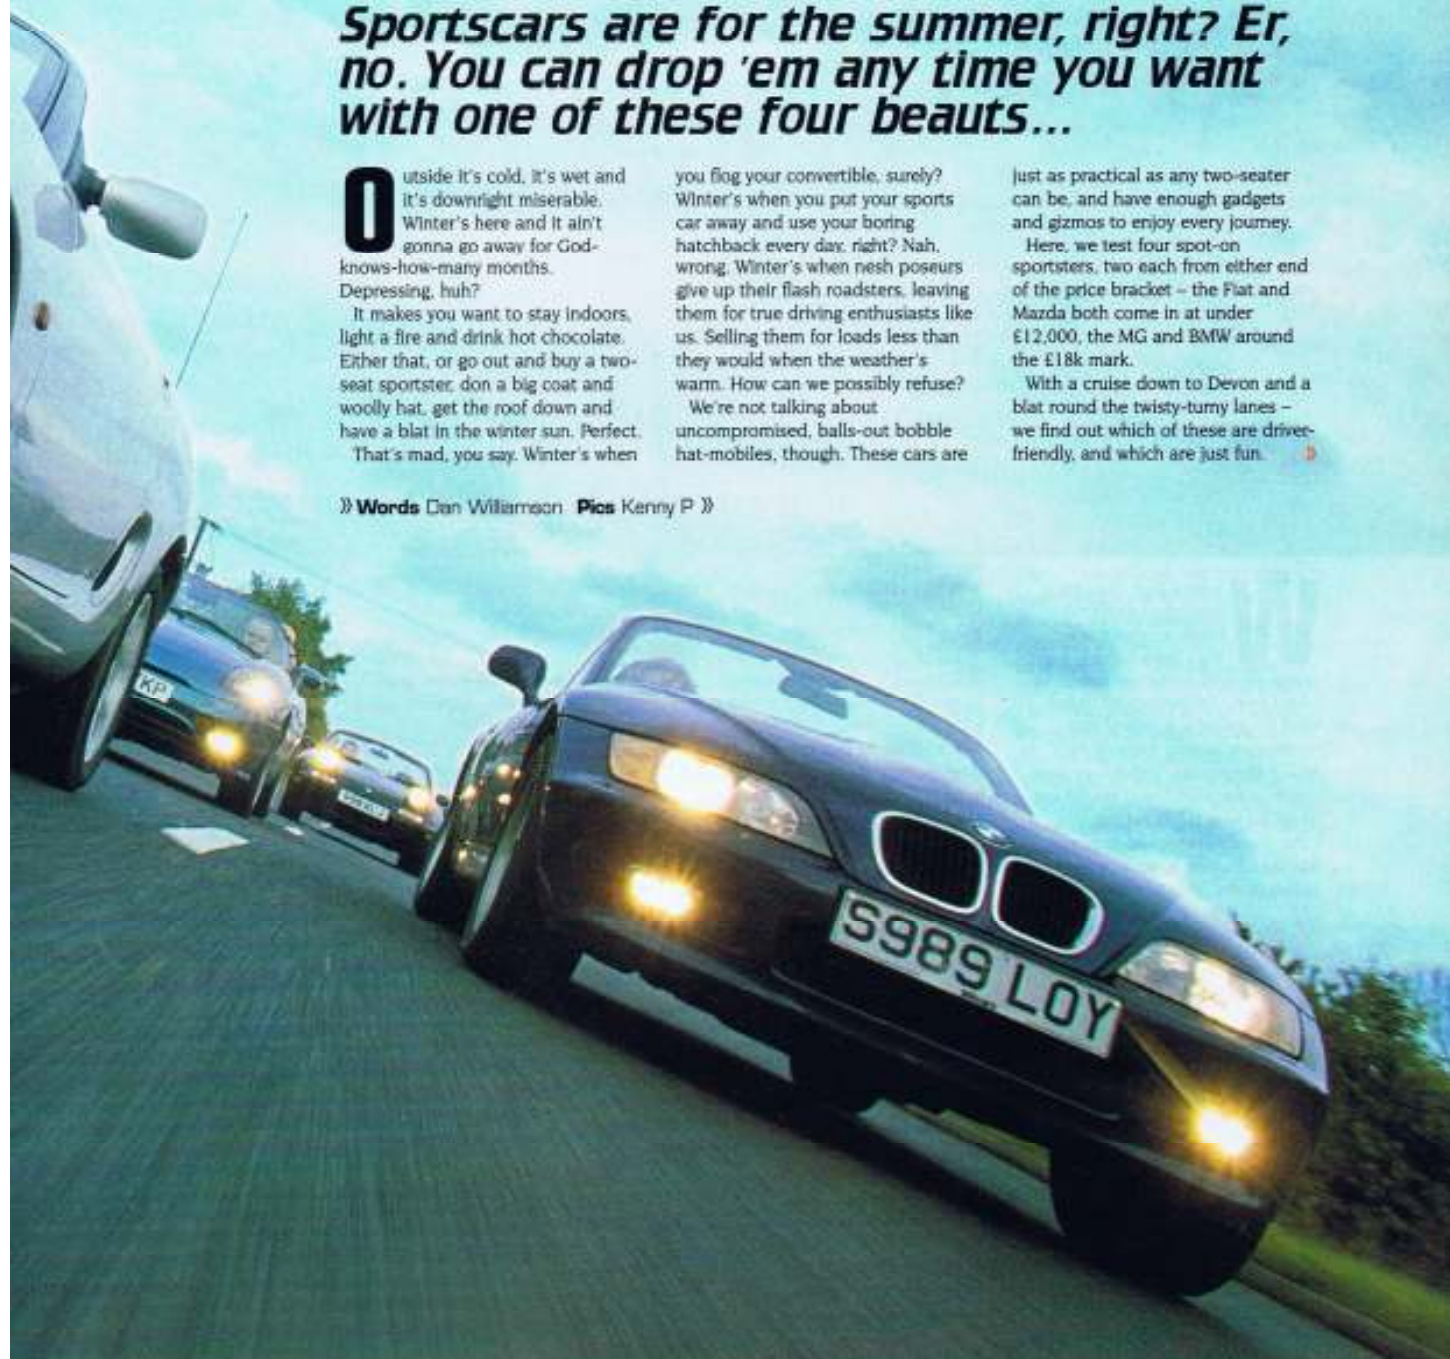 Sportscars are for the summer, right? Er,
no. You can drop 'em any time you want
with one of these four beauts...
Outside it's cold, it's wet and
it's downright miserable.
Winter's here and it ain't
gonna go away for God-
knows-how-many months.
Depressing, huh?
It makes you want to stay indoors,
light a fire and drink hot chocolate.
Either that, or go out and buy a two-
seat sportster, don a big coat and
woolly hat, get the roof down and
have a blat in the winter sun. Perfect.
That's mad, you say. Winter's when
you flog your convertible, surely?
Winter's when you put your sports
car away and use your boring
hatchback every day, right? Nah,
wrong. Winter's when nesh poseurs
give up their flash roadsters, leaving
them for true driving enthusiasts like
us. Selling them for loads less than
they would when the weather's
warm. How can we possibly refuse?
We're not talking about
uncompromised, balls-out bobble
hat-mobiles, though. These cars are
just as practical as any two-seater
can be, and have enough gadgets
and gizmos to enjoy every journey.
Here, we test four spot-on
sportsters, two each from either end
of the price bracket – the Fiat and
Mazda both come in at under
£12,000, the MG and BMW around
the £18k mark.
With a cruise down to Devon and a
blat round the twisty-turny lanes –
we find out which of these are driver-
friendly, and which are just fun.
» Words Dan Williamson Pics Kenny P »
KP
S989 LOY